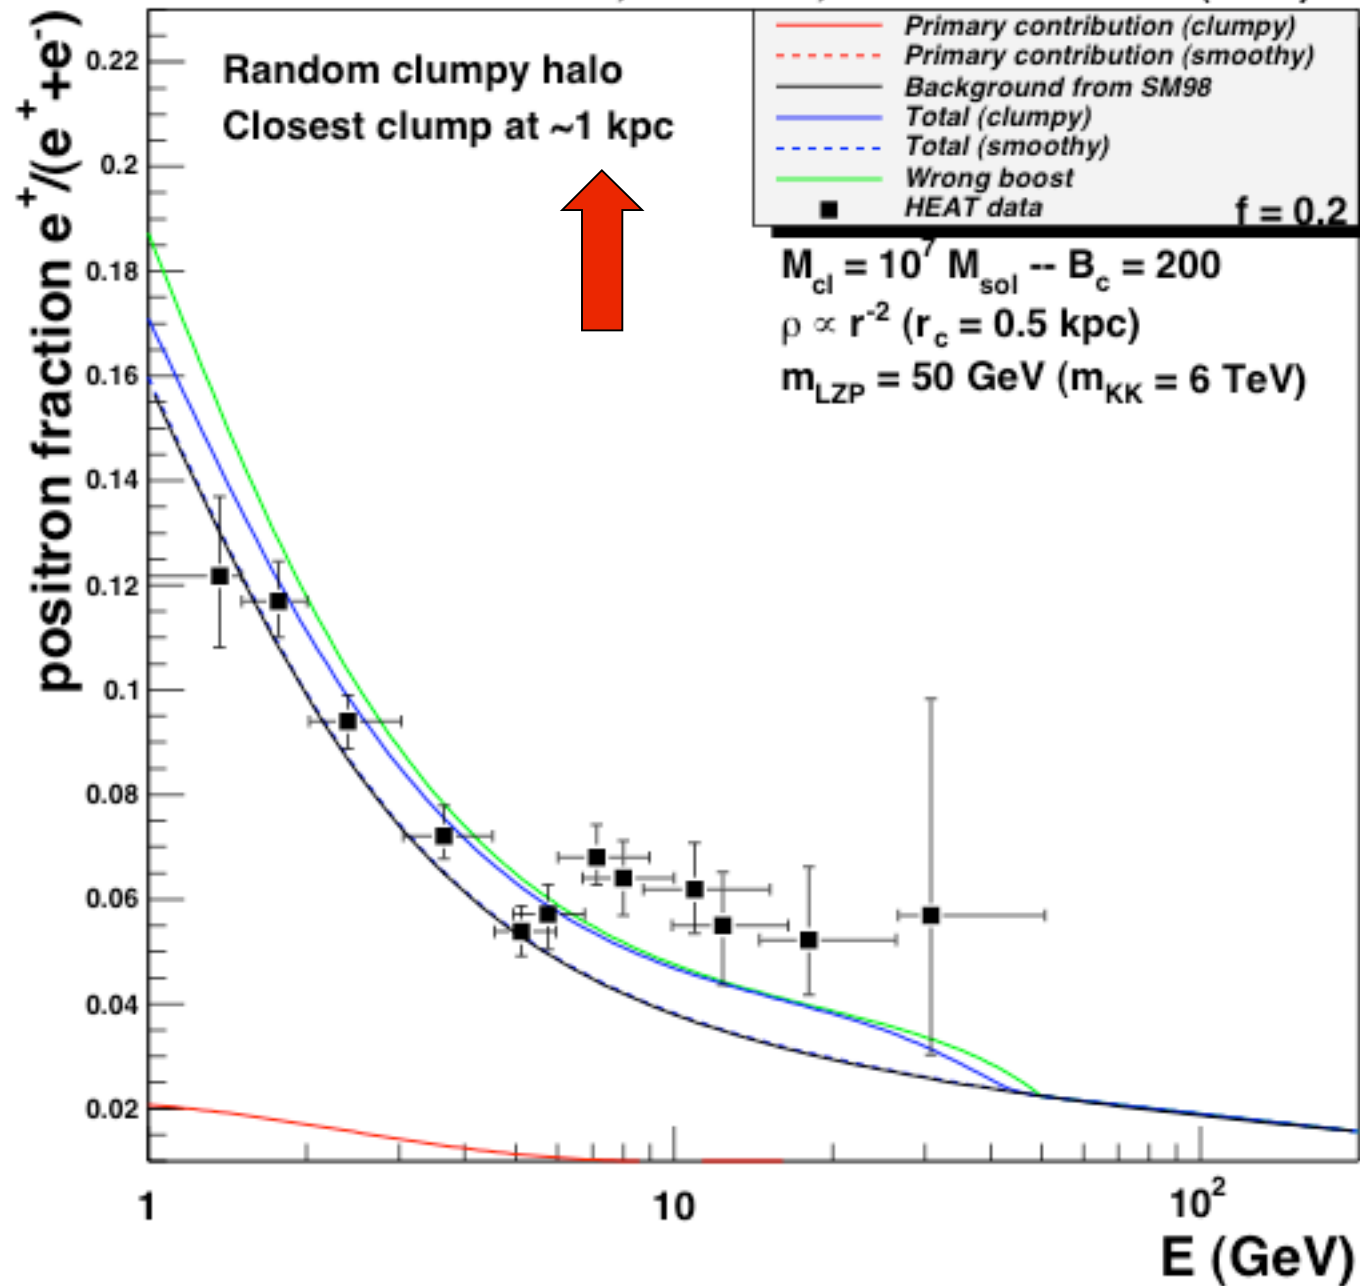 Primary contribution (clumpy)
Primary contribution (smoothy)
Background from SM98
Total (clumpy)
Total (smoothy)
Wrong boost
HEAT data
f = 0.2
Random clumpy halo
Closest clump at ~1 kpc
M_cl = 10^7 M_sol -- B_c = 200
ρ ∝ r^-2 (r_c = 0.5 kpc)
m_LZP = 50 GeV (m_KK = 6 TeV)
positron fraction e^+/(e^+ +e^-)
0.22
0.2
0.18
0.16
0.14
0.12
0.1
0.08
0.06
0.04
0.02
1 10 10^2
E (GeV)